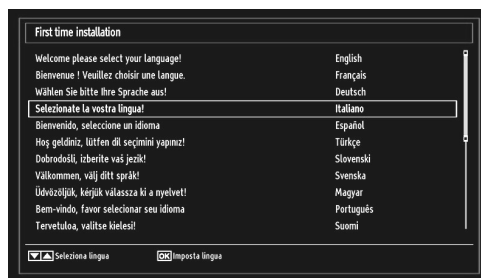 First time installation
Welcome please select your language! English
Bienvenue ! Veuillez choisir une langue. Français
Wählen Sie bitte Ihre Sprache aus! Deutsch
Selezionate la vostra lingua! Italiano
Bienvenido, seleccione un idioma Español
Hoş geldiniz, lütfen dil seçimini yapınız! Türkçe
Dobrodošli, izberite vaš jezik! Slovenski
Välkommen, välj ditt språk! Svenska
Üdvözöljük, kérjük válassza ki a nyelvet! Magyar
Bem-vindo, favor selecionar seu idioma Português
Tervetuloa, valitse kielesi! Suomi
Seleziona lingua OK Imposta lingua